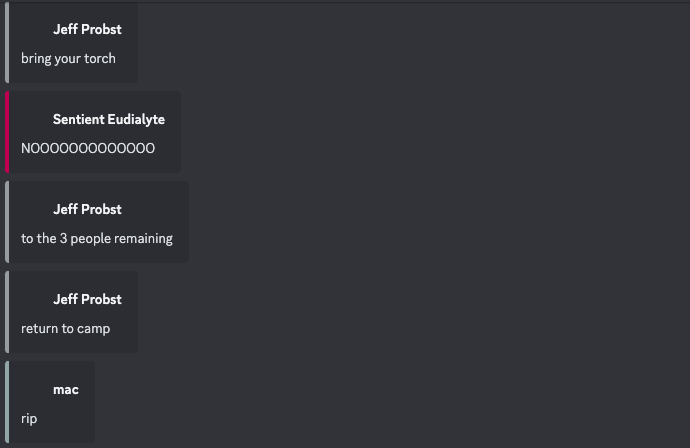 Jeff Probst
bring your torch
Sentient Eudialyte
NOOOOOOOOOOOOO
Jeff Probst
to the 3 people remaining
Jeff Probst
return to camp
mac
rip